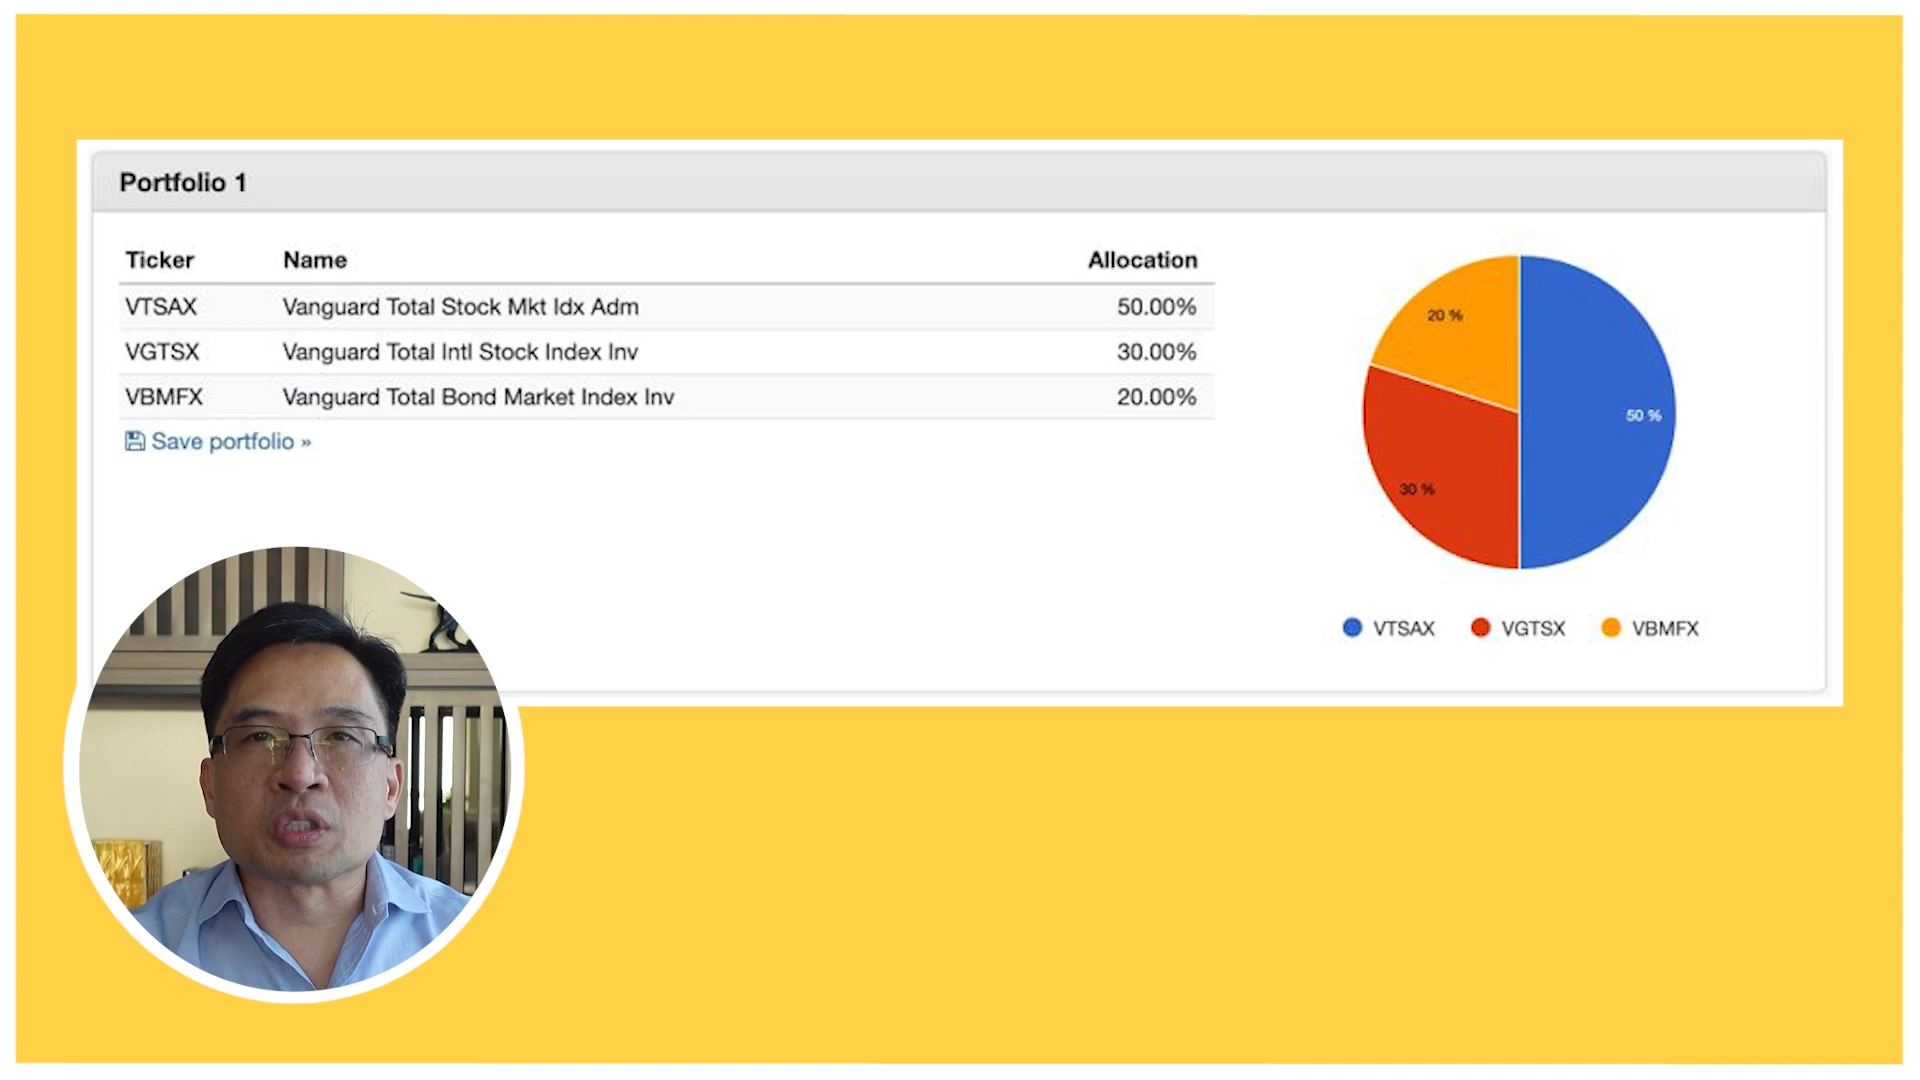 Portfolio 1
Ticker Name Allocation
VTSAX Vanguard Total Stock Mkt Idx Adm 50.00%
VGTSX Vanguard Total Intl Stock Index Inv 30.00%
VBMFX Vanguard Total Bond Market Index Inv 20.00%
Save portfolio »
20 %
50 %
30 %
VTSAX VGTSX VBMFX